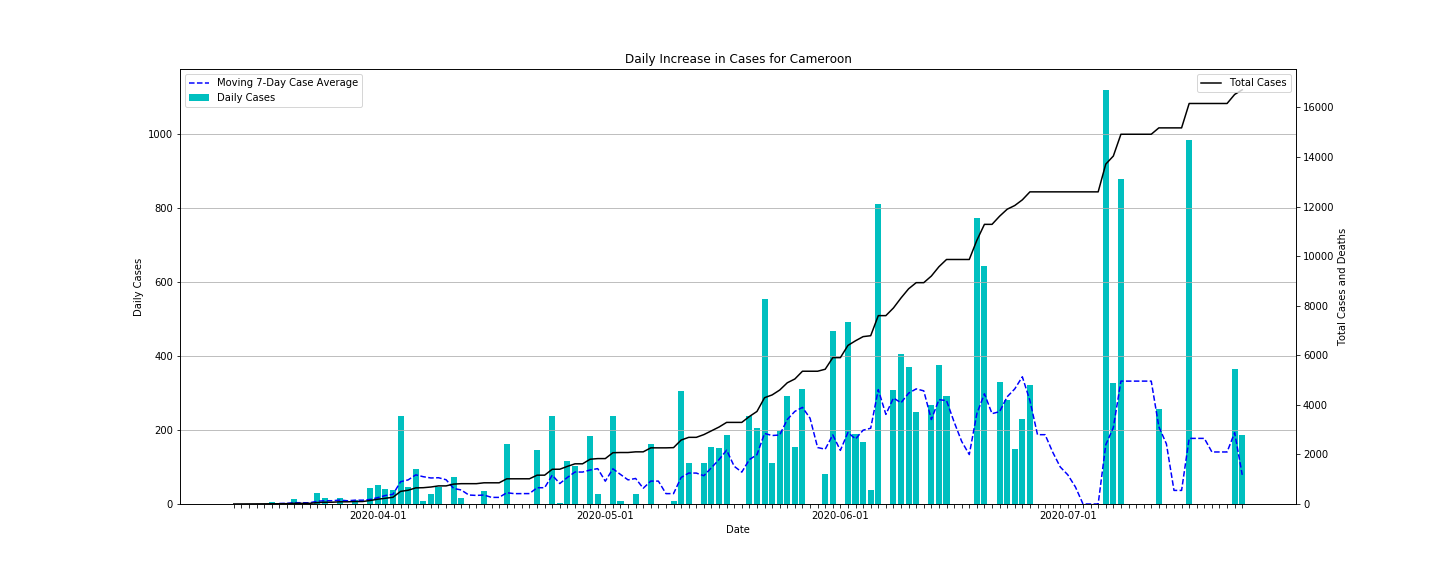 Daily Increase in Cases for Cameroon
Moving 7-Day Case Average
Daily Cases
Total Cases
1000
800
600
400
200
0
Daily Cases
16000
14000
12000
10000
8000
6000
4000
2000
0
Total Cases and Deaths
2020-04-01
2020-05-01
2020-06-01
2020-07-01
Date